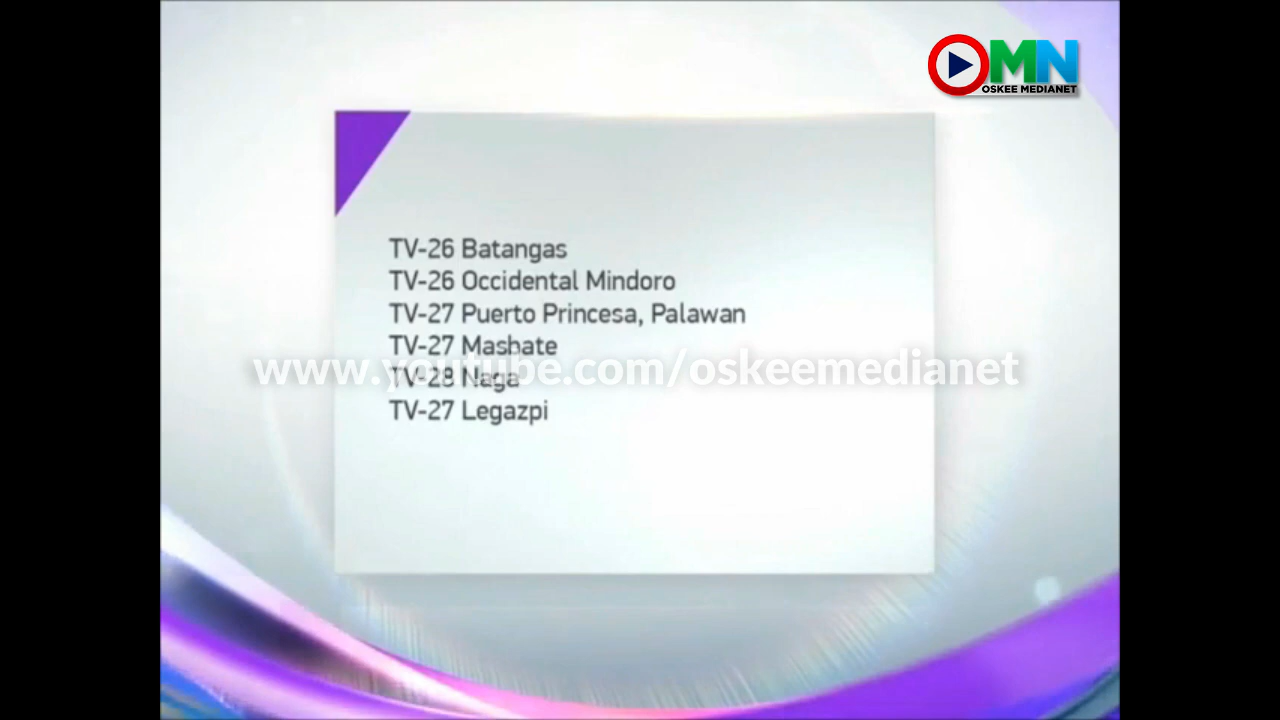 OMN
OSKEE MEDIANET
TV-26 Batangas
TV-26 Occidental Mindoro
TV-27 Puerto Princesa, Palawan
TV-27 Masbate
www.youtube.com/oskeemedianet
TV-28 Naga
TV-27 Legazpi